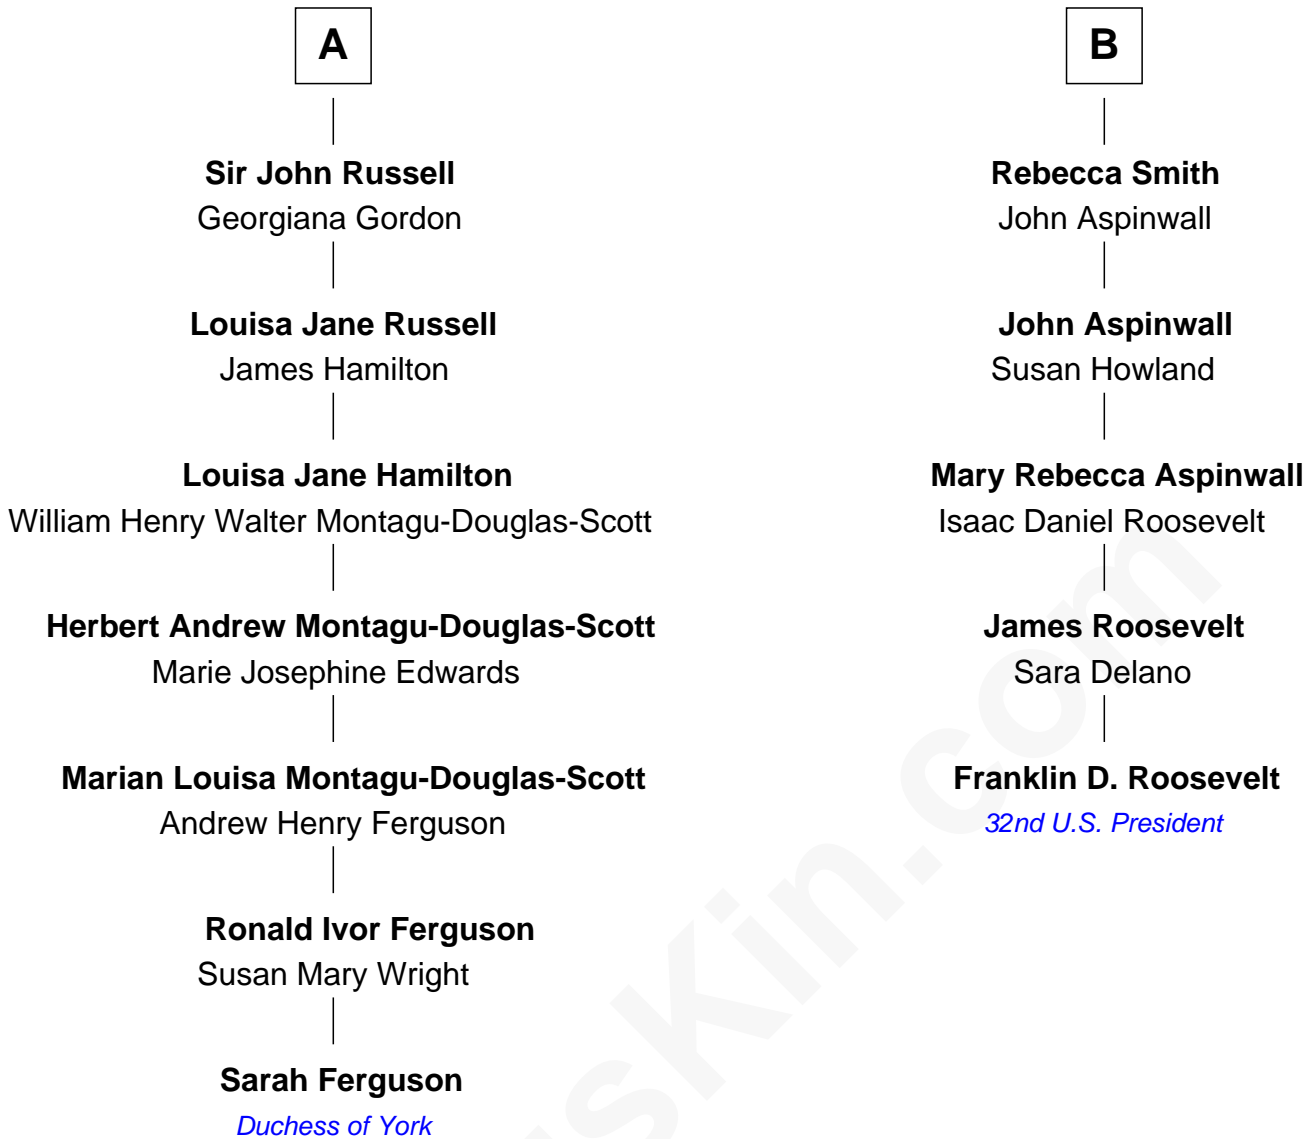 A
Sir John Russell
Georgiana Gordon
Louisa Jane Russell
James Hamilton
Louisa Jane Hamilton
William Henry Walter Montagu-Douglas-Scott
Herbert Andrew Montagu-Douglas-Scott
Marie Josephine Edwards
Marian Louisa Montagu-Douglas-Scott
Andrew Henry Ferguson
Ronald Ivor Ferguson
Susan Mary Wright
Sarah Ferguson
Duchess of York
B
Rebecca Smith
John Aspinwall
John Aspinwall
Susan Howland
Mary Rebecca Aspinwall
Isaac Daniel Roosevelt
James Roosevelt
Sara Delano
Franklin D. Roosevelt
32nd U.S. President
usKin.com